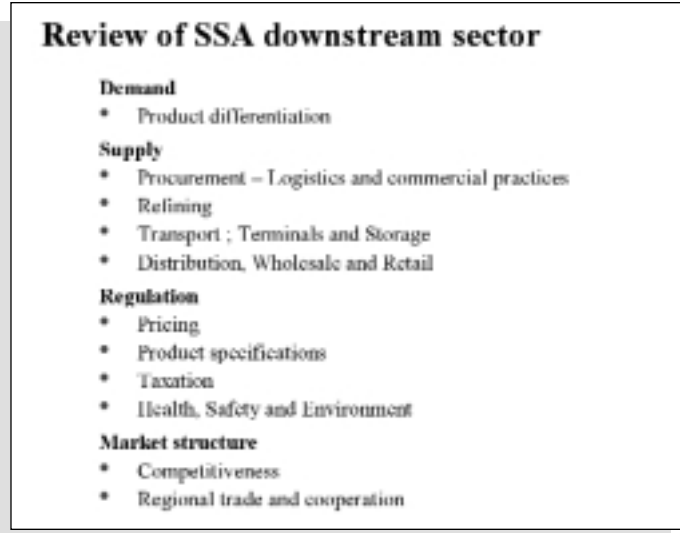 Review of SSA downstream sector
Demand
• Product differentiation
Supply
• Procurement – Logistics and commercial practices
• Refining
• Transport ; Terminals and Storage
• Distribution, Wholesale and Retail
Regulation
• Pricing
• Product specifications
• Taxation
• Health, Safety and Environment
Market structure
• Competitiveness
• Regional trade and cooperation